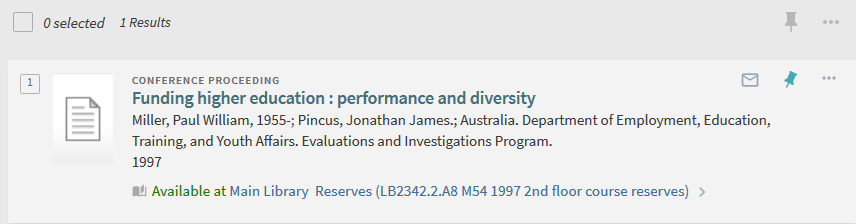 0 selected 1 Results
1
CONFERENCE PROCEEDING
Funding higher education : performance and diversity
Miller, Paul William, 1955-; Pincus, Jonathan James.; Australia. Department of Employment, Education,
Training, and Youth Affairs. Evaluations and Investigations Program.
1997
Available at Main Library Reserves (LB2342.2.A8 M54 1997 2nd floor course reserves)